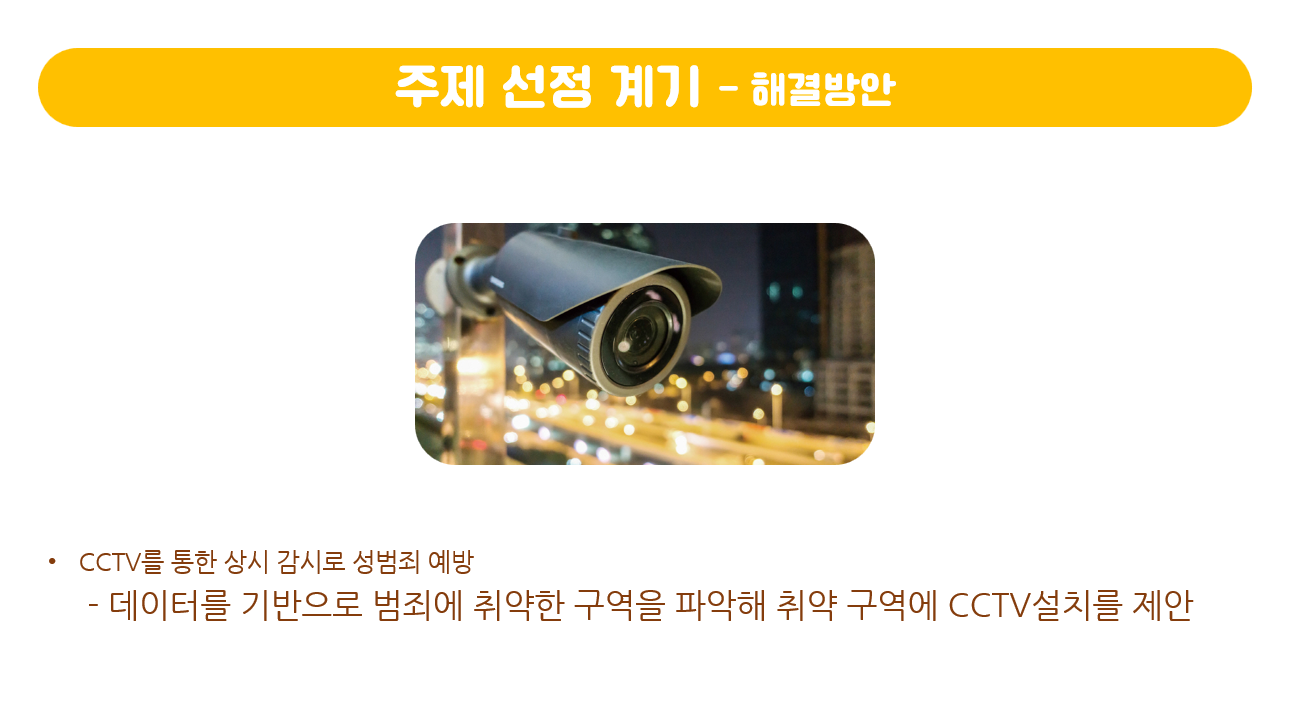 주제 선정 계기 - 해결방안
• CCTV를 통한 상시 감시로 성범죄 예방
- 데이터를 기반으로 범죄에 취약한 구역을 파악해 취약 구역에 CCTV설치를 제안